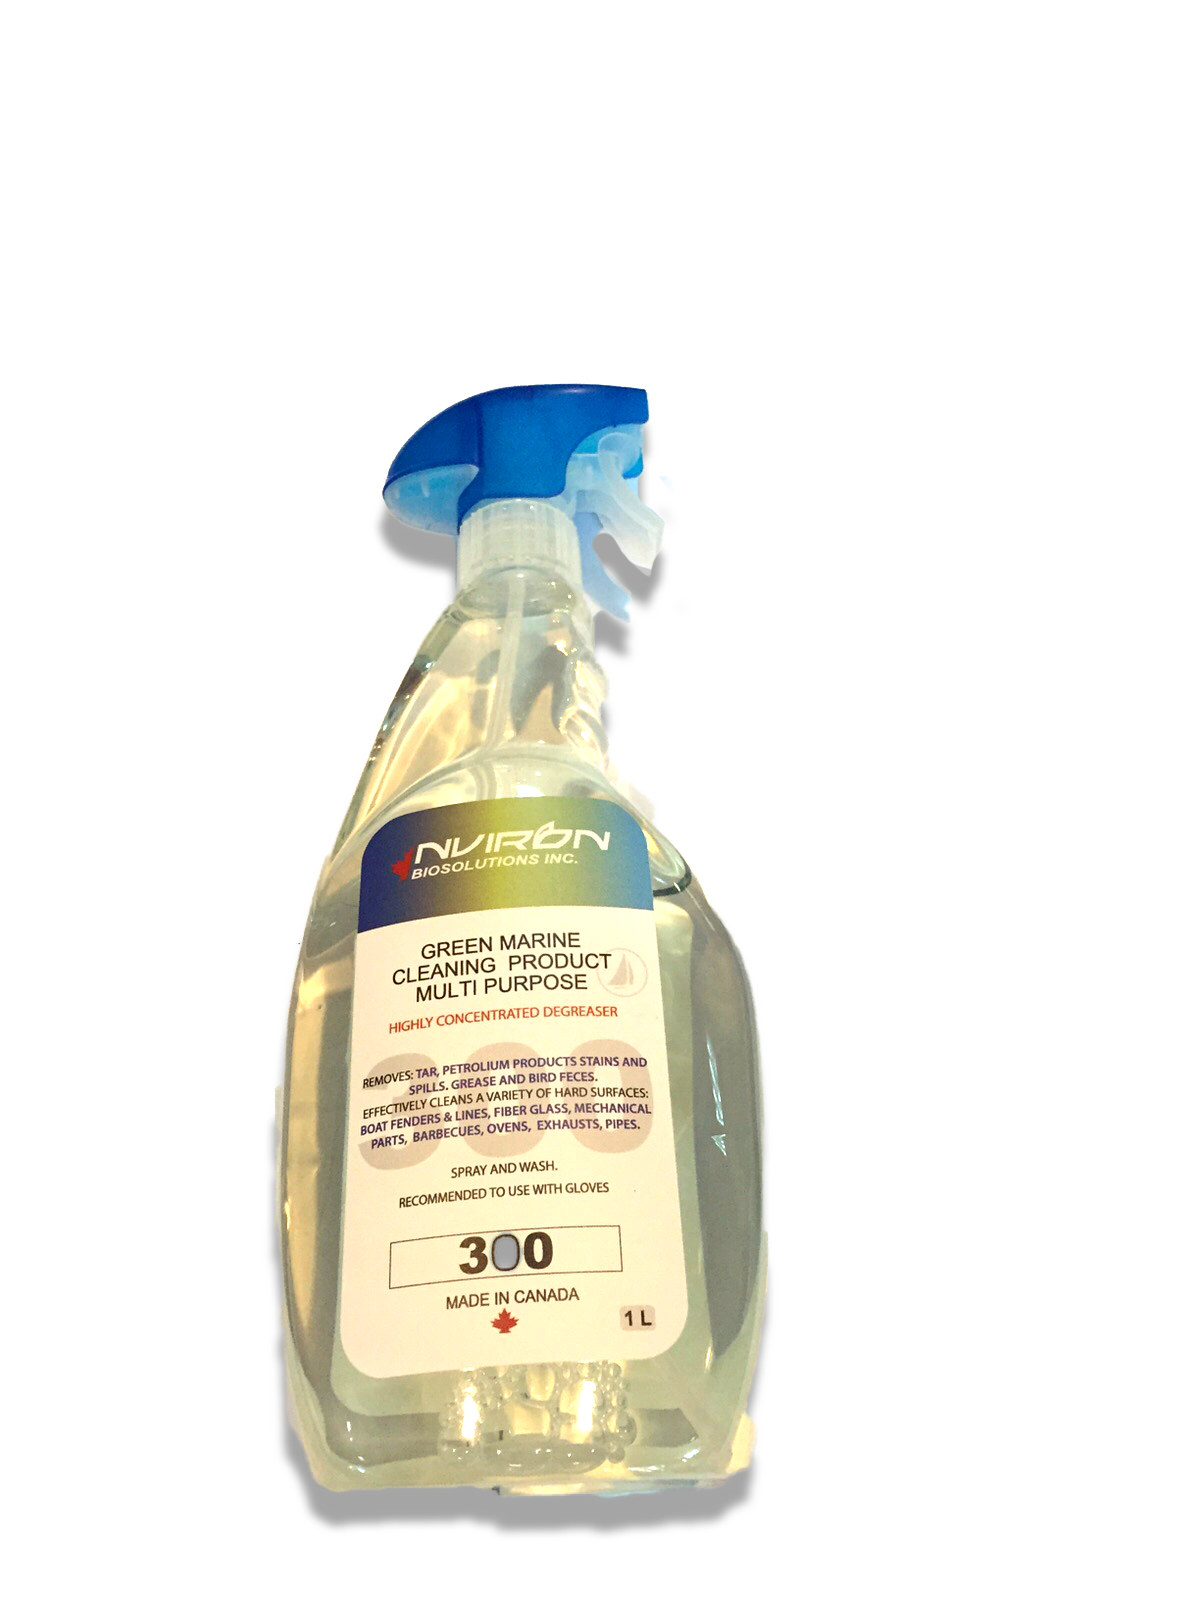 NVIRON
BIOSOLUTIONS INC.
GREEN MARINE
CLEANING PRODUCT
MULTI PURPOSE
HIGHLY CONCENTRATED DEGREASER
300
REMOVES: TAR, PETROLIUM PRODUCTS STAINS AND
SPILLS. GREASE AND BIRD FECES.
EFFECTIVELY CLEANS A VARIETY OF HARD SURFACES:
BOAT FENDERS & LINES, FIBER GLASS, MECHANICAL
PARTS, BARBECUES, OVENS, EXHAUSTS, PIPES.
SPRAY AND WASH.
RECOMMENDED TO USE WITH GLOVES
300
MADE IN CANADA
1 L